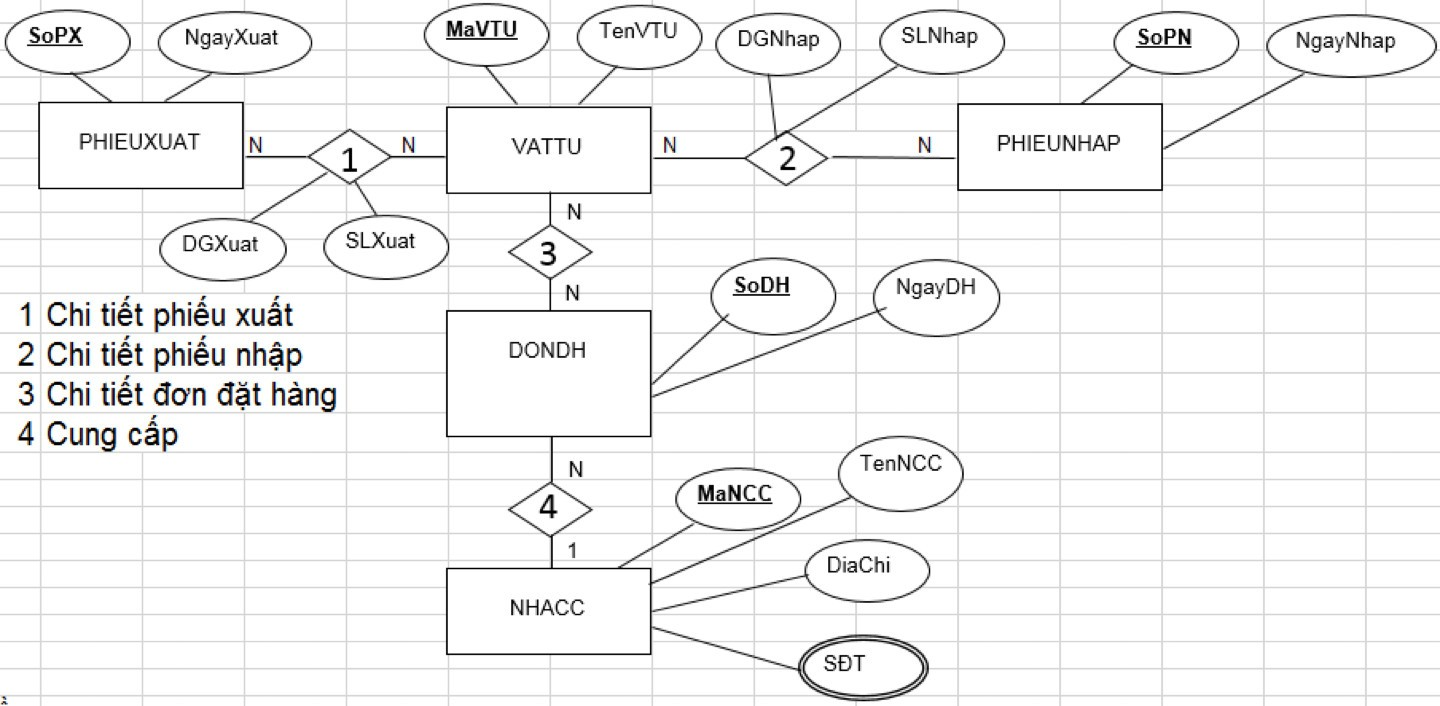 SoPX
NgayXuat
MaVTU
TenVTU
DGNhap
SLNhap
SoPN
NgayNhap
PHIEUXUAT
N
1
N
VATTU
N
2
N
PHIEUNHAP
DGXuat
SLXuat
N
3
N
SoDH
NgayDH
1 Chi tiết phiếu xuất
2 Chi tiết phiếu nhập
3 Chi tiết đơn đặt hàng
4 Cung cấp
DONDH
N
4
1
MaNCC
TenNCC
DiaChi
NHACC
SĐT